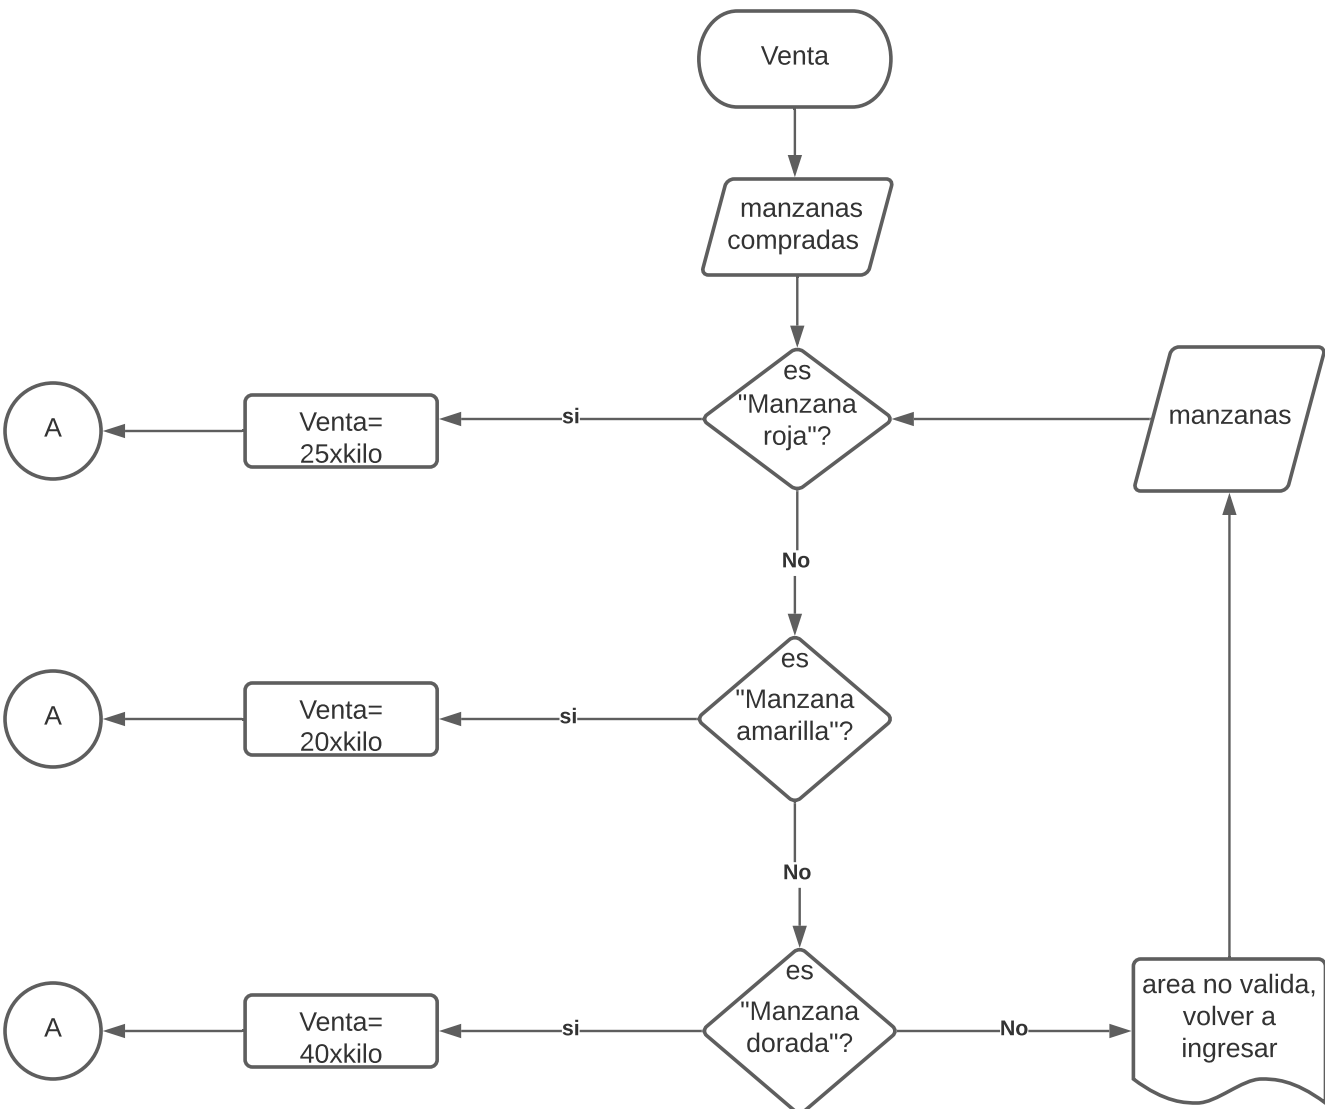 Venta
manzanas
compradas
es
"Manzana
roja"?
si
Venta=
25xkilo
A
manzanas
No
es
"Manzana
amarilla"?
si
Venta=
20xkilo
A
No
es
"Manzana
dorada"?
si
Venta=
40xkilo
A
No
area no valida,
volver a
ingresar